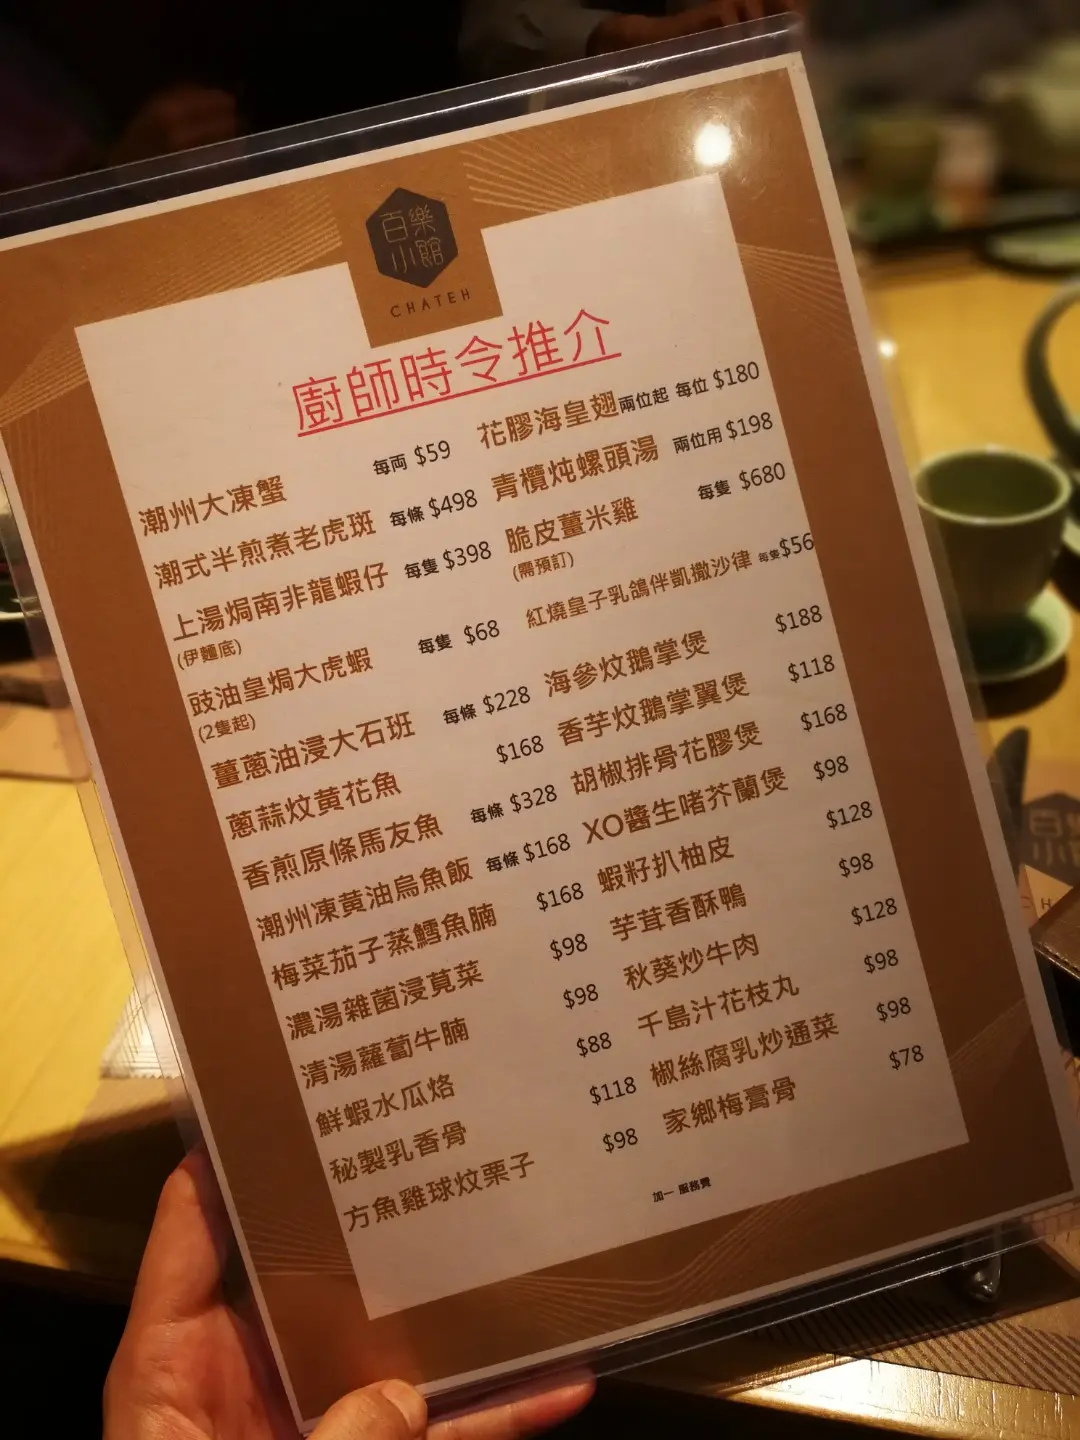 百樂
小館
CHATEH
廚師時令推介
潮州大凍蟹 每両 $59
潮式半煎煮老虎斑 每條 $498
上湯焗南非龍蝦仔 每隻 $398
(伊麵底)
豉油皇焗大虎蝦 每隻 $68
(2隻起)
薑蔥油浸大石班 每條 $228
蔥蒜炆黄花魚 $168
香煎原條馬友魚 每條 $328
潮州凍黄油烏魚飯 每條 $168
梅菜茄子蒸鱈魚腩 $168
濃湯雜菌浸莧菜 $98
清湯蘿蔔牛腩 $98
鮮蝦水瓜烙 $88
秘製乳香骨 $118
方魚雞球炆栗子 $98
花膠海皇翅 兩位起 每位 $180
青欖炖螺頭湯 兩位用 $198
脆皮薑米雞 每隻 $680
(需預訂)
紅燒皇子乳鴿伴凱撒沙律 每隻 $56
海參炆鵝掌煲 $188
香芋炆鵝掌翼煲 $118
胡椒排骨花膠煲 $168
XO醬生啫芥蘭煲 $98
蝦籽扒柚皮 $128
芋茸香酥鴨 $98
秋葵炒牛肉 $128
千島汁花枝丸 $98
椒絲腐乳炒通菜 $98
家鄉梅膏骨 $78
加一 服務費